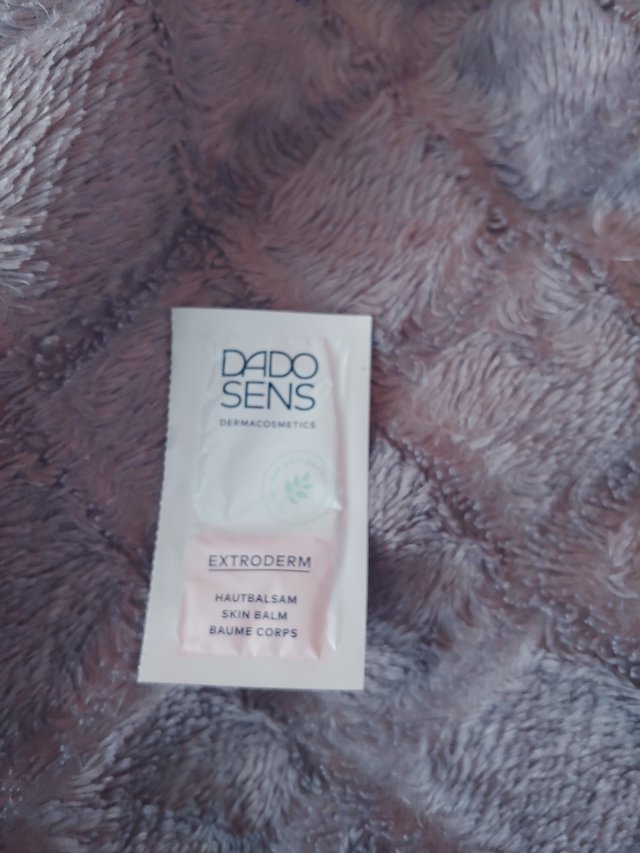 DADO
SENS
DERMACOSMETICS
EXTRODERM
HAUTBALSAM
SKIN BALM
BAUME CORPS